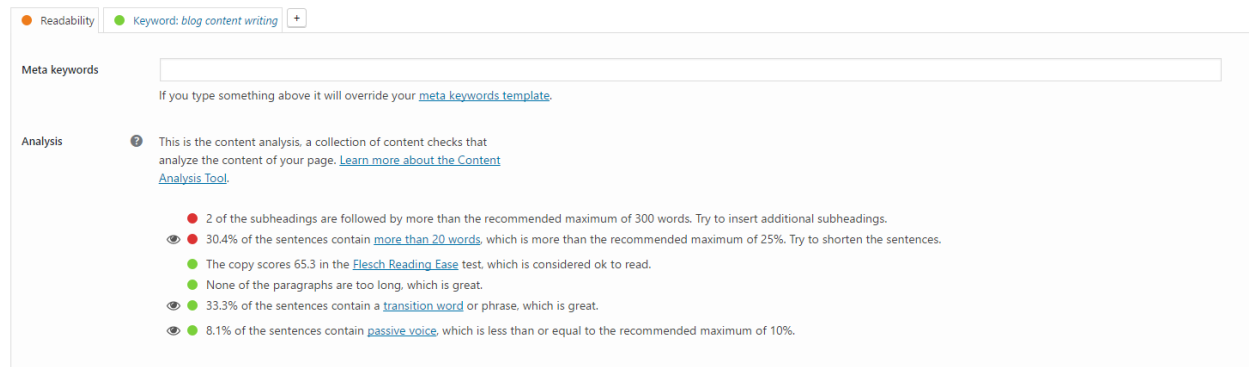 Readability Keyword: blog content writing +
Meta keywords
If you type something above it will override your meta keywords template.
Analysis ? This is the content analysis, a collection of content checks that
analyze the content of your page. Learn more about the Content
Analysis Tool.
2 of the subheadings are followed by more than the recommended maximum of 300 words. Try to insert additional subheadings.
30.4% of the sentences contain more than 20 words, which is more than the recommended maximum of 25%. Try to shorten the sentences.
The copy scores 65.3 in the Flesch Reading Ease test, which is considered ok to read.
None of the paragraphs are too long, which is great.
33.3% of the sentences contain a transition word or phrase, which is great.
8.1% of the sentences contain passive voice, which is less than or equal to the recommended maximum of 10%.